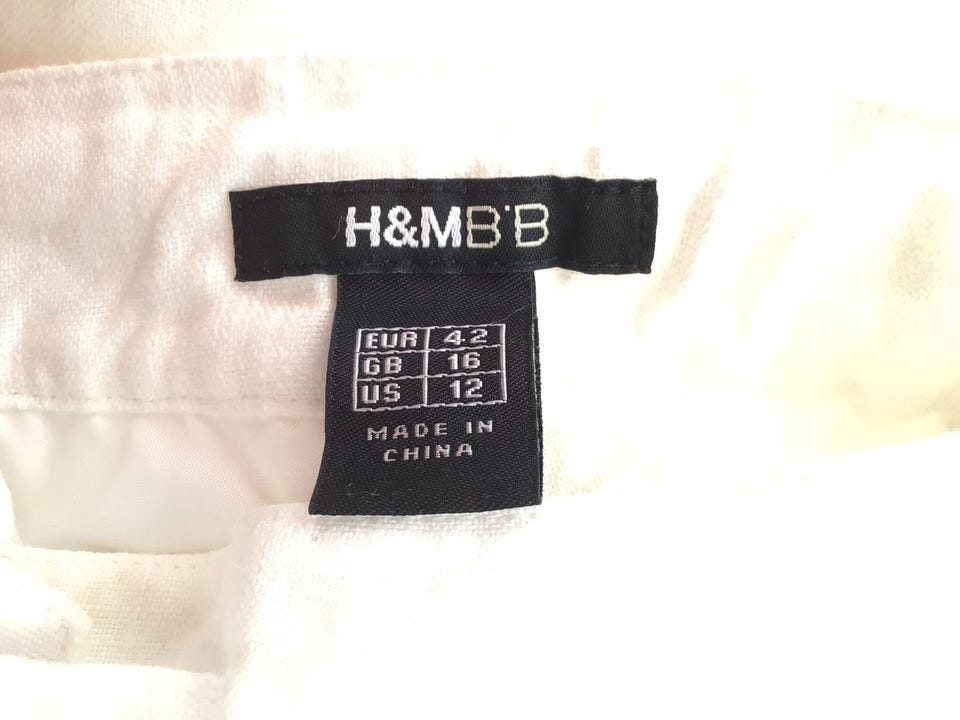 H&MB·B
EUR 42
GB 16
US 12
MADE IN
CHINA